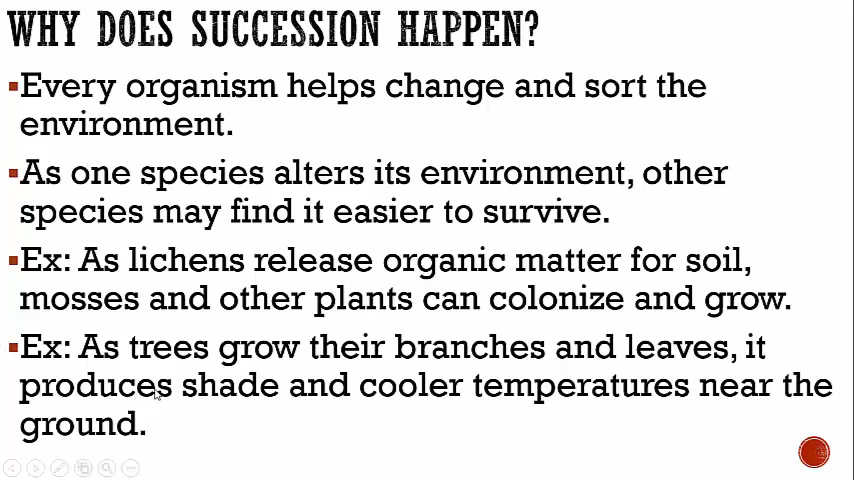 WHY DOES SUCCESSION HAPPEN?
▪Every organism helps change and sort the
environment.
▪As one species alters its environment, other
species may find it easier to survive.
▪Ex: As lichens release organic matter for soil,
mosses and other plants can colonize and grow.
▪Ex: As trees grow their branches and leaves, it
produces shade and cooler temperatures near the
ground.